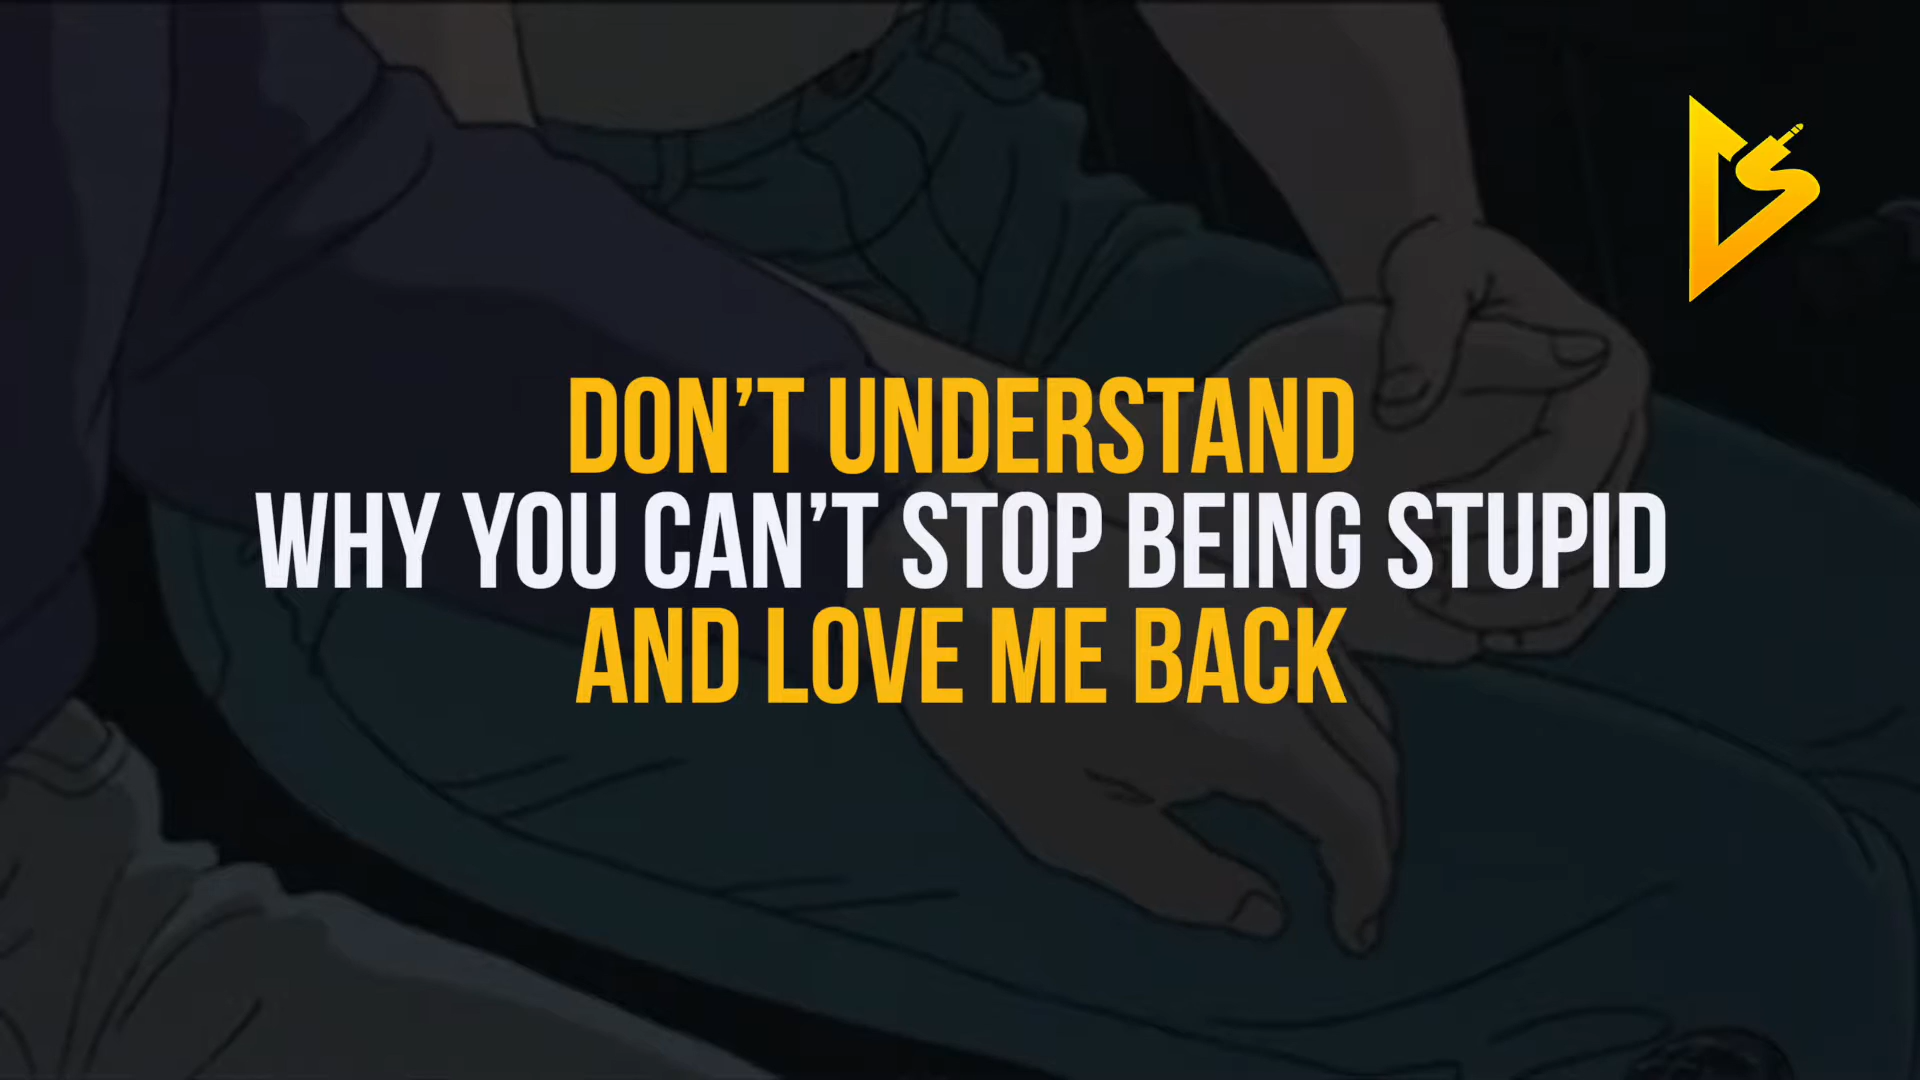 DON’T UNDERSTAND
WHY YOU CAN’T STOP BEING STUPID
AND LOVE ME BACK